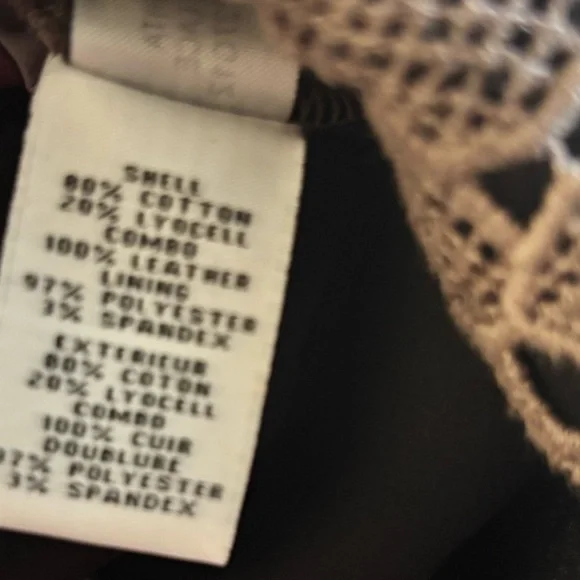 SHELL
80% COTTON
20% LYOCELL
COMBO
100% LEATHER
LINING
97% POLYESTER
3% SPANDEX
EXTERIEUR
80% COTON
20% LYOCELL
COMBO
100% CUIR
DOUBLURE
97% POLYESTER
3% SPANDEX